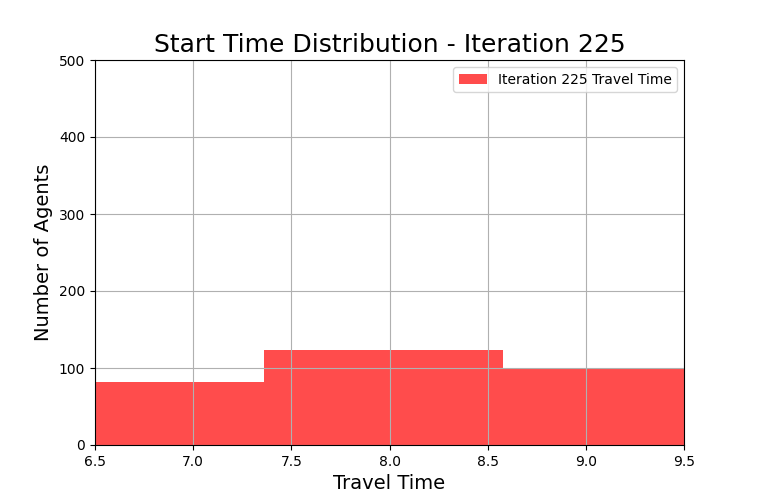 Start Time Distribution - Iteration 225
500
400
300
200
100
0
Number of Agents
Iteration 225 Travel Time
6.5 7.0 7.5 8.0 8.5 9.0 9.5
Travel Time